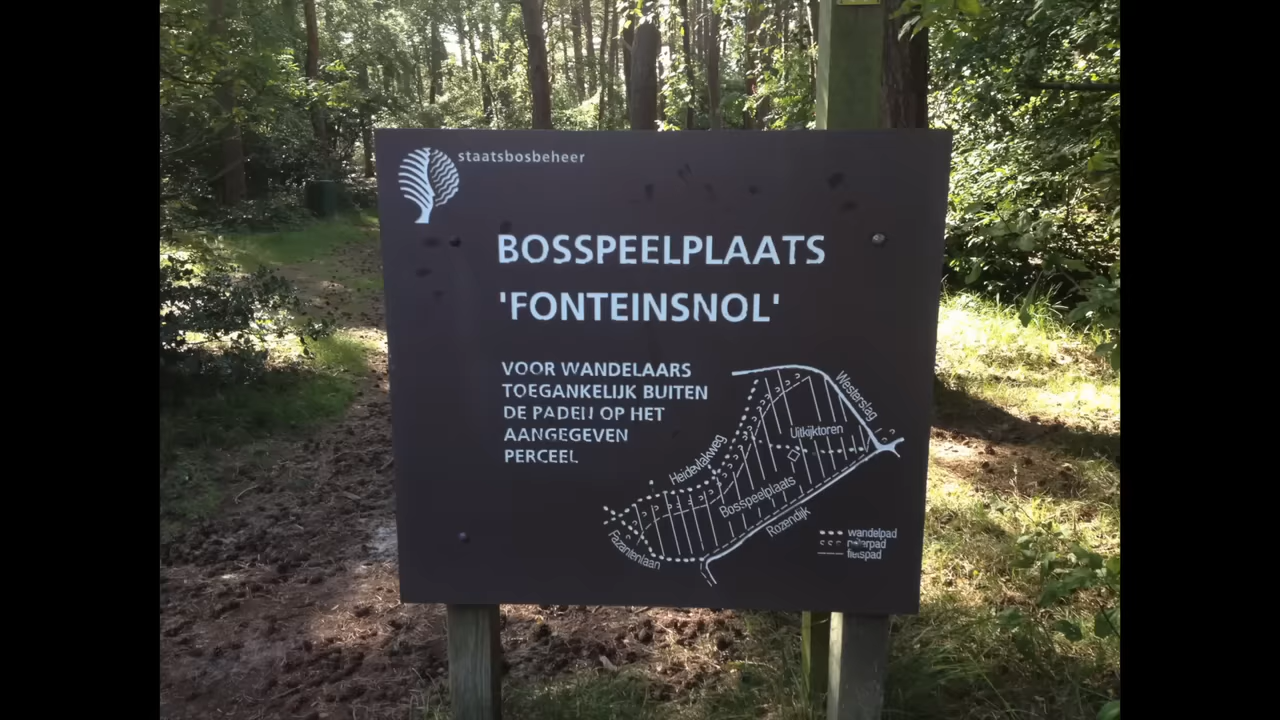 staatsbosbeheer
BOSSPEELPLAATS
'FONTEINSNOL'
VOOR WANDELAARS
TOEGANKELIJK BUITEN
DE PADEN OP HET
AANGEGEVEN
PERCEEL
Westerslag
Uitkijktoren
Heidevlakweg
Bosspeelplaats
Rozendijk
Fazantenlaan
wandelpad
ruiterpad
fietspad